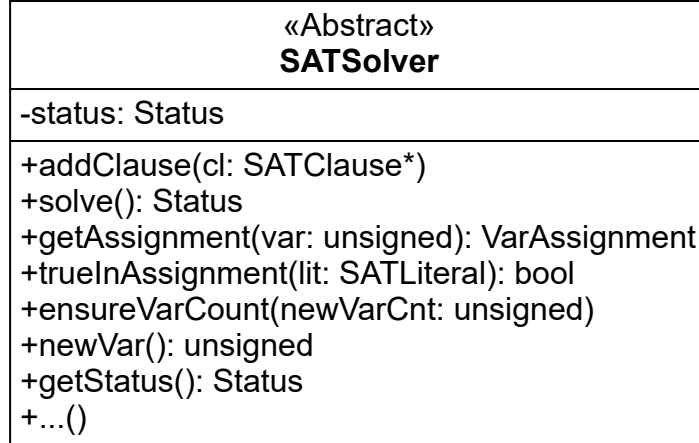 «Abstract»
SATSolver
-status: Status
+addClause(cl: SATClause*)
+solve(): Status
+getAssignment(var: unsigned): VarAssignment
+trueInAssignment(lit: SATLiteral): bool
+ensureVarCount(newVarCnt: unsigned)
+newVar(): unsigned
+getStatus(): Status
+...()